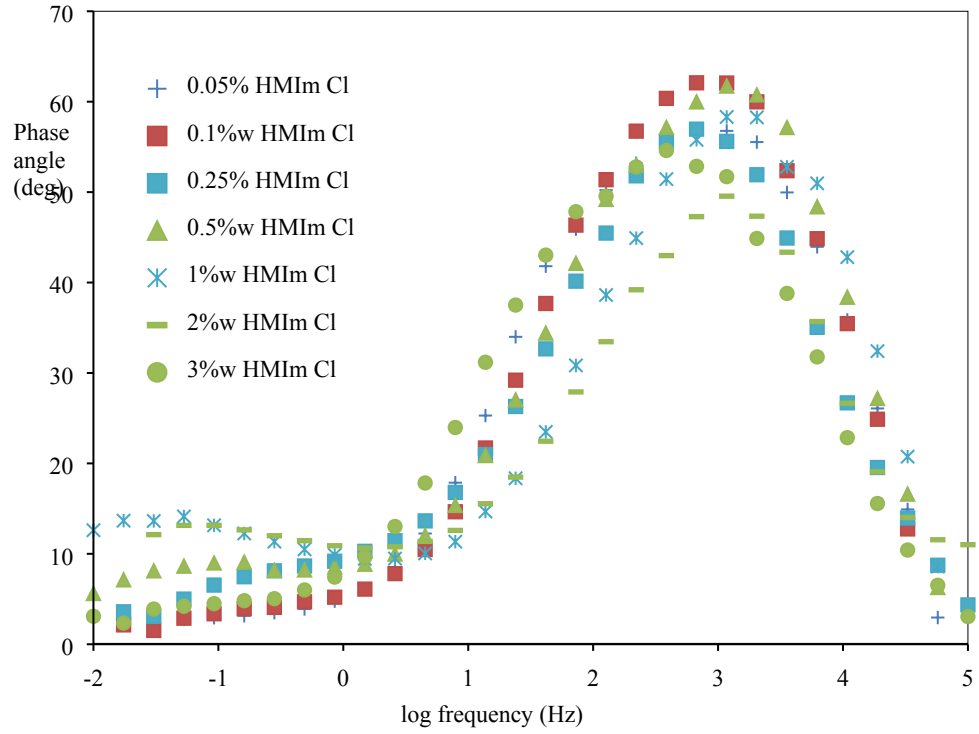 70
60
50
40
30
20
10
0
Phase
angle
(deg)
0.05% HMIm Cl
0.1%w HMIm Cl
0.25% HMIm Cl
0.5%w HMIm Cl
1%w HMIm Cl
2%w HMIm Cl
3%w HMIm Cl
-2 -1 0 1 2 3 4 5
log frequency (Hz)